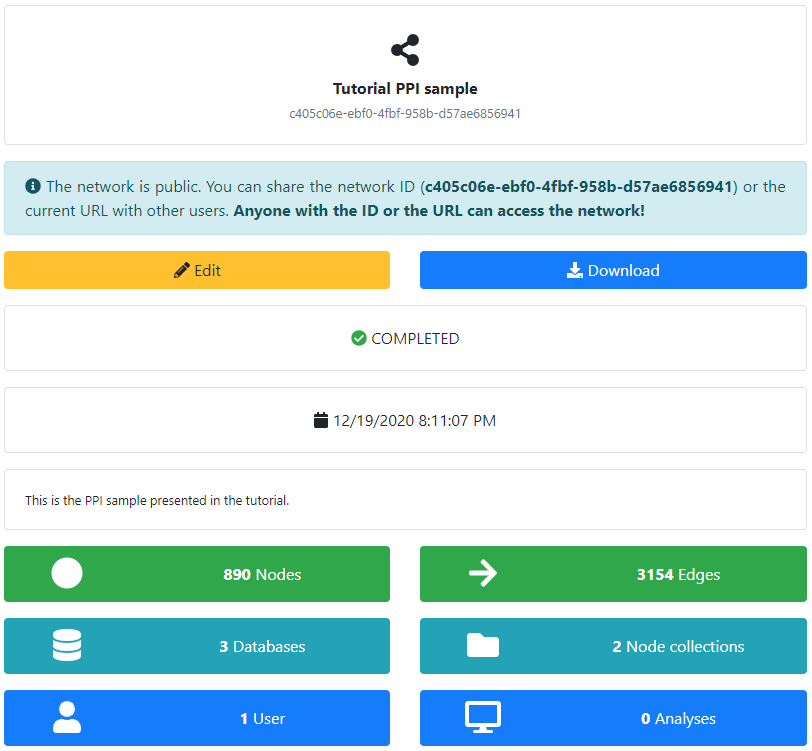 Tutorial PPI sample
c405c06e-ebf0-4fbf-958b-d57ae6856941
The network is public. You can share the network ID (c405c06e-ebf0-4fbf-958b-d57ae6856941) or the
current URL with other users. Anyone with the ID or the URL can access the network!
Edit
Download
COMPLETED
12/19/2020 8:11:07 PM
This is the PPI sample presented in the tutorial.
890 Nodes
3154 Edges
3 Databases
2 Node collections
1 User
0 Analyses